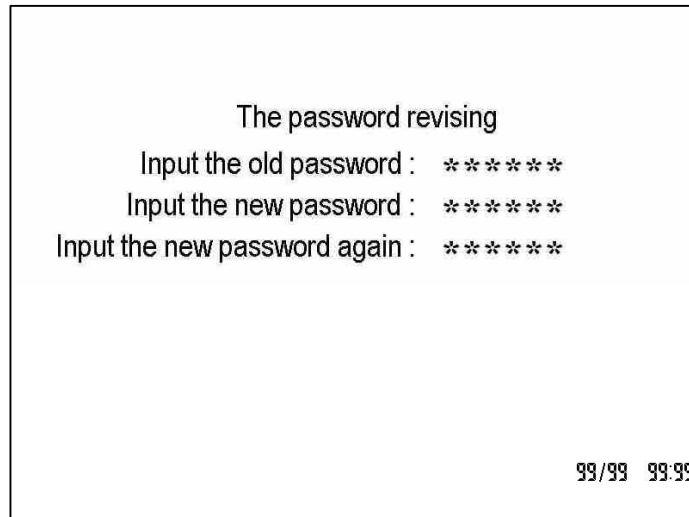 The password revising
Input the old password : ******
Input the new password : ******
Input the new password again : ******
99/99 99:99